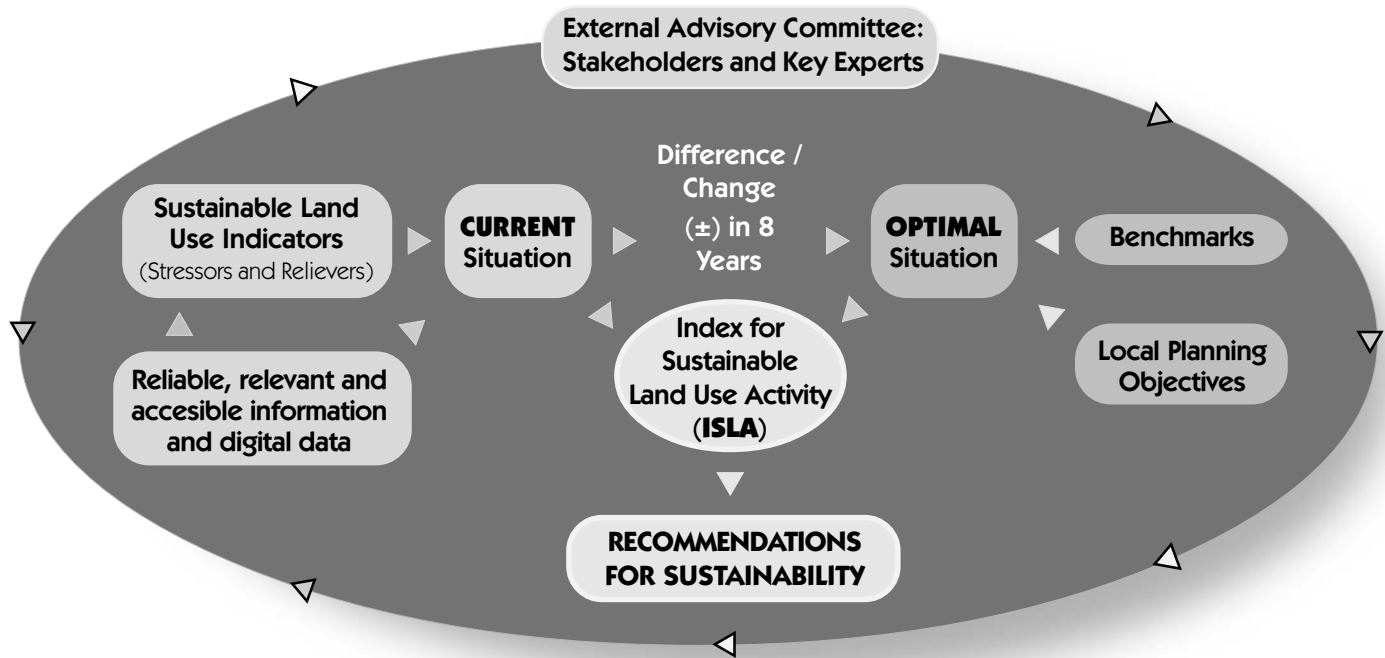 External Advisory Committee:
Stakeholders and Key Experts
Difference /
Change
(±) in 8
Years
Sustainable Land
Use Indicators
(Stressors and Relievers)
CURRENT
Situation
OPTIMAL
Situation
Benchmarks
Reliable, relevant and
accesible information
and digital data
Index for
Sustainable
Land Use Activity
(ISLA)
Local Planning
Objectives
RECOMMENDATIONS
FOR SUSTAINABILITY